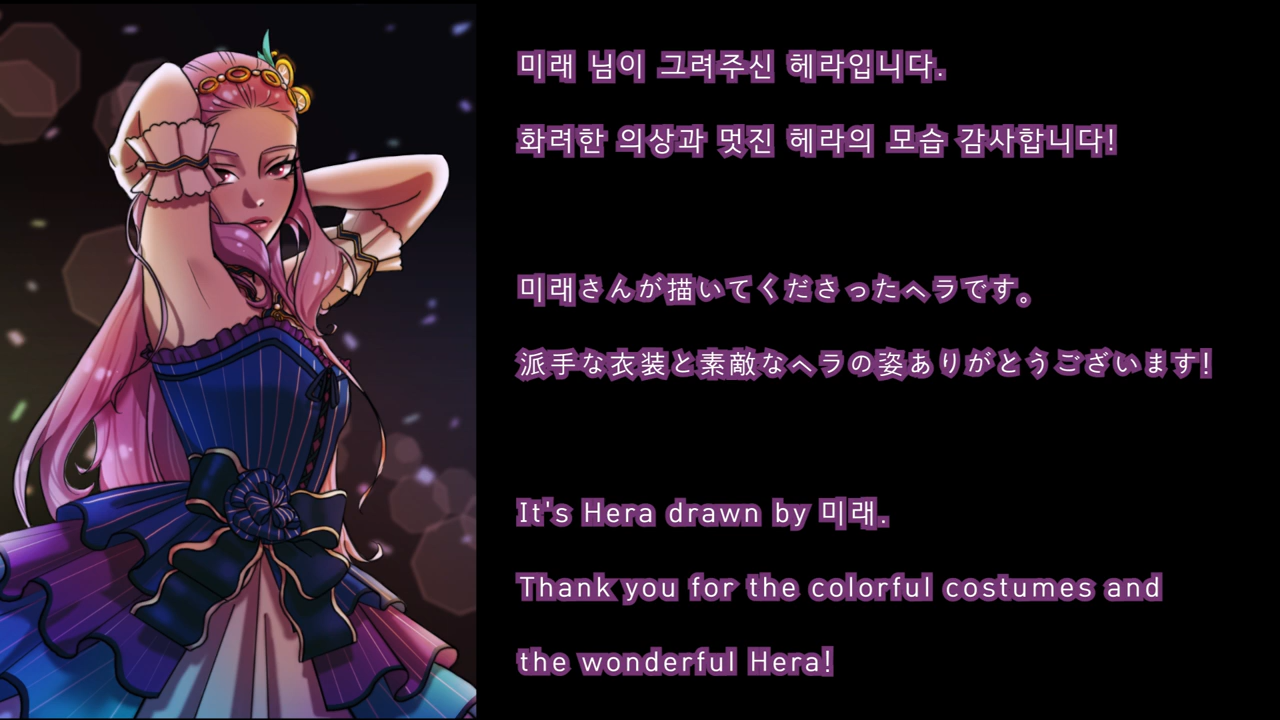 미래 님이 그려주신 헤라입니다.
화려한 의상과 멋진 헤라의 모습 감사합니다!
미래さんが描いてくださったヘラです。
派手な衣装と素敵なヘラの姿ありがとうございます!
It's Hera drawn by 미래.
Thank you for the colorful costumes and
the wonderful Hera!